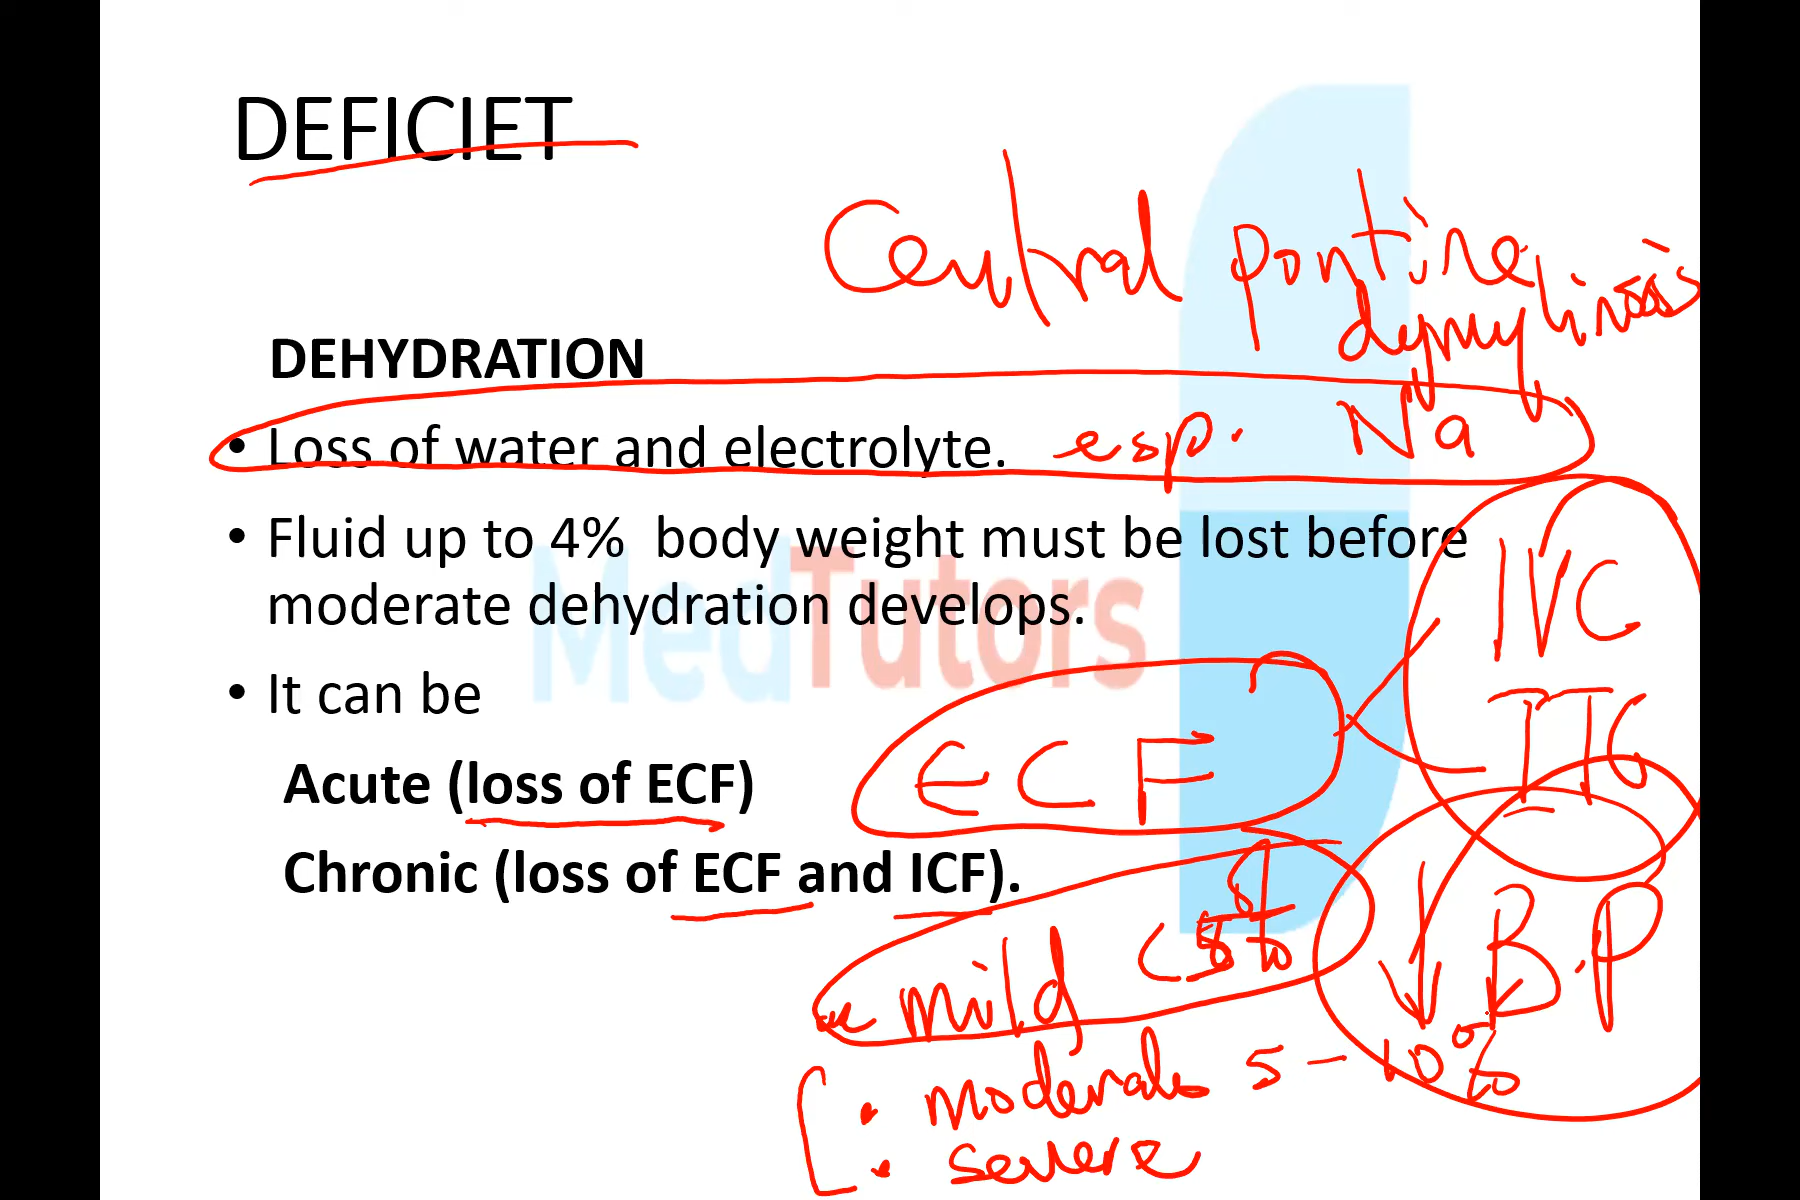 DEFICIET
Central pontine
demylinosis
DEHYDRATION
• Loss of water and electrolyte. esp. Na
• Fluid up to 4% body weight must be lost before
moderate dehydration develops.
IVC
MedTutors
• It can be
ECF
Acute (loss of ECF)
Chronic (loss of ECF and ICF).
B.P
mild <5%
• moderate 5 - 10%
• severe